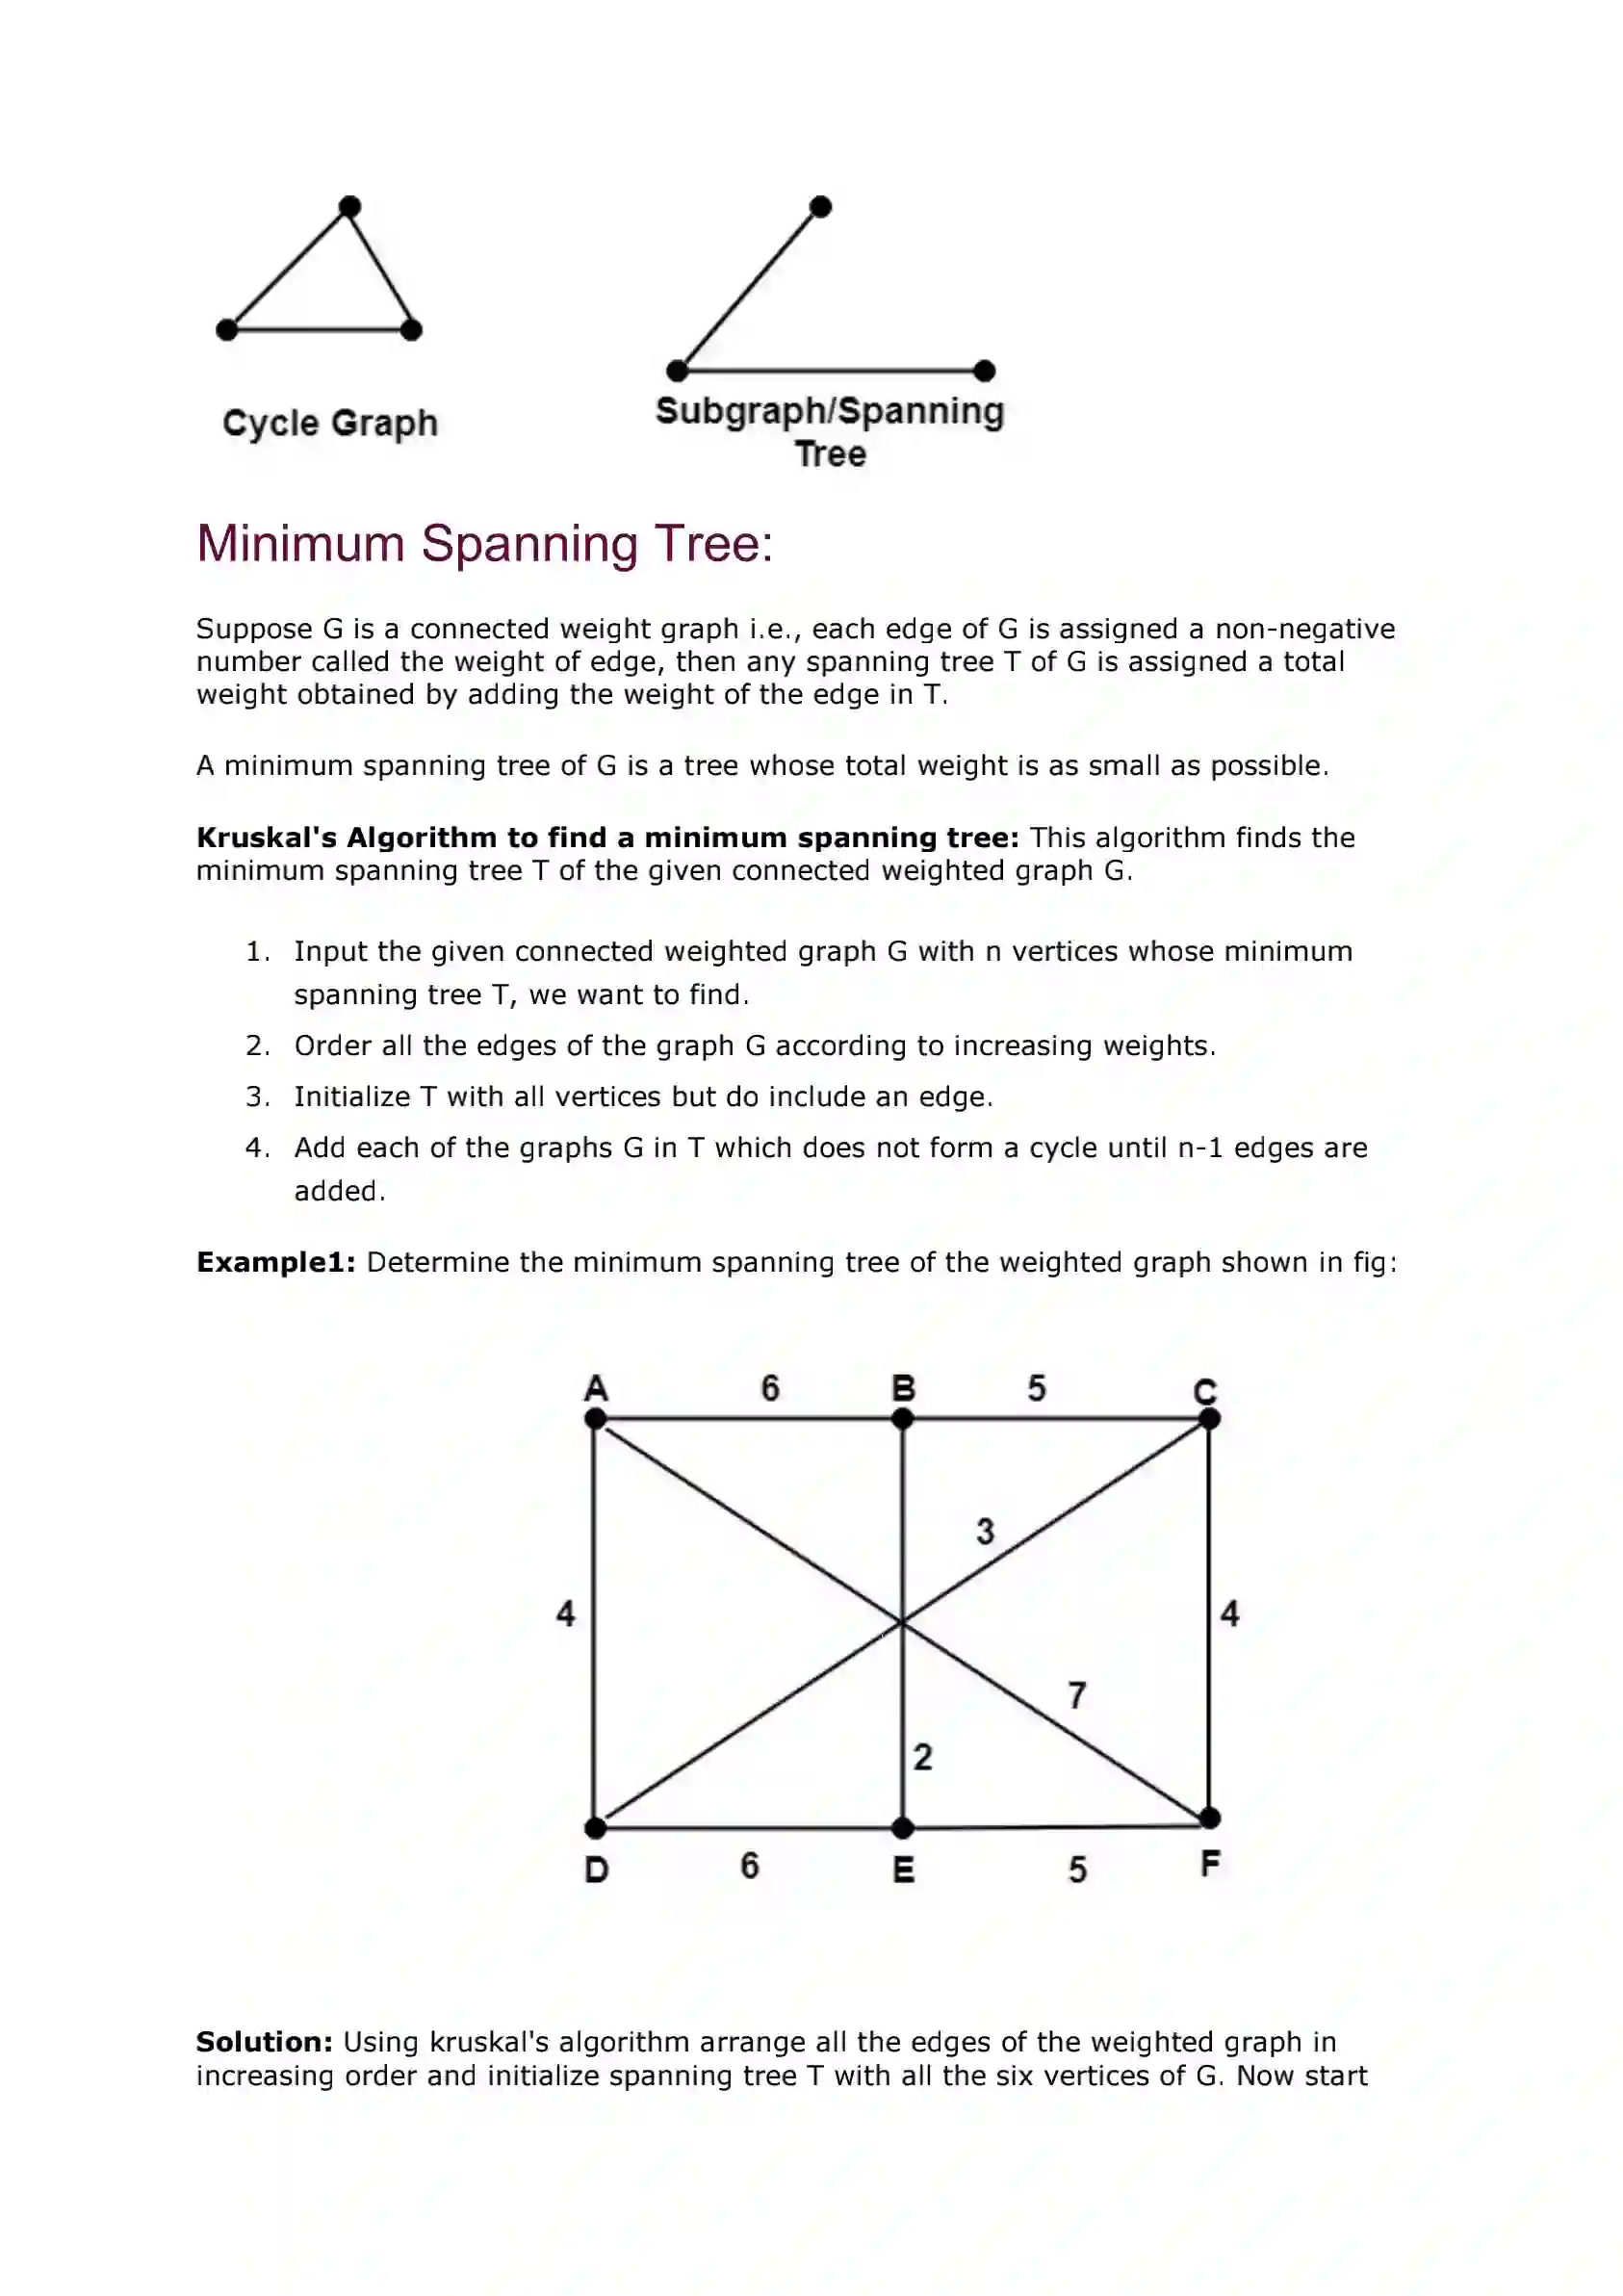 Cycle Graph
Subgraph/Spanning
Tree
Minimum Spanning Tree:
Suppose G is a connected weight graph i.e., each edge of G is assigned a non-negative
number called the weight of edge, then any spanning tree T of G is assigned a total
weight obtained by adding the weight of the edge in T.
A minimum spanning tree of G is a tree whose total weight is as small as possible.
Kruskal's Algorithm to find a minimum spanning tree: This algorithm finds the
minimum spanning tree T of the given connected weighted graph G.
1. Input the given connected weighted graph G with n vertices whose minimum
spanning tree T, we want to find.
2. Order all the edges of the graph G according to increasing weights.
3. Initialize T with all vertices but do include an edge.
4. Add each of the graphs G in T which does not form a cycle until n-1 edges are
added.
Example1: Determine the minimum spanning tree of the weighted graph shown in fig:
A 6 B 5 C
3
4 4
7
2
D 6 E 5 F
Solution: Using kruskal's algorithm arrange all the edges of the weighted graph in
increasing order and initialize spanning tree T with all the six vertices of G. Now start